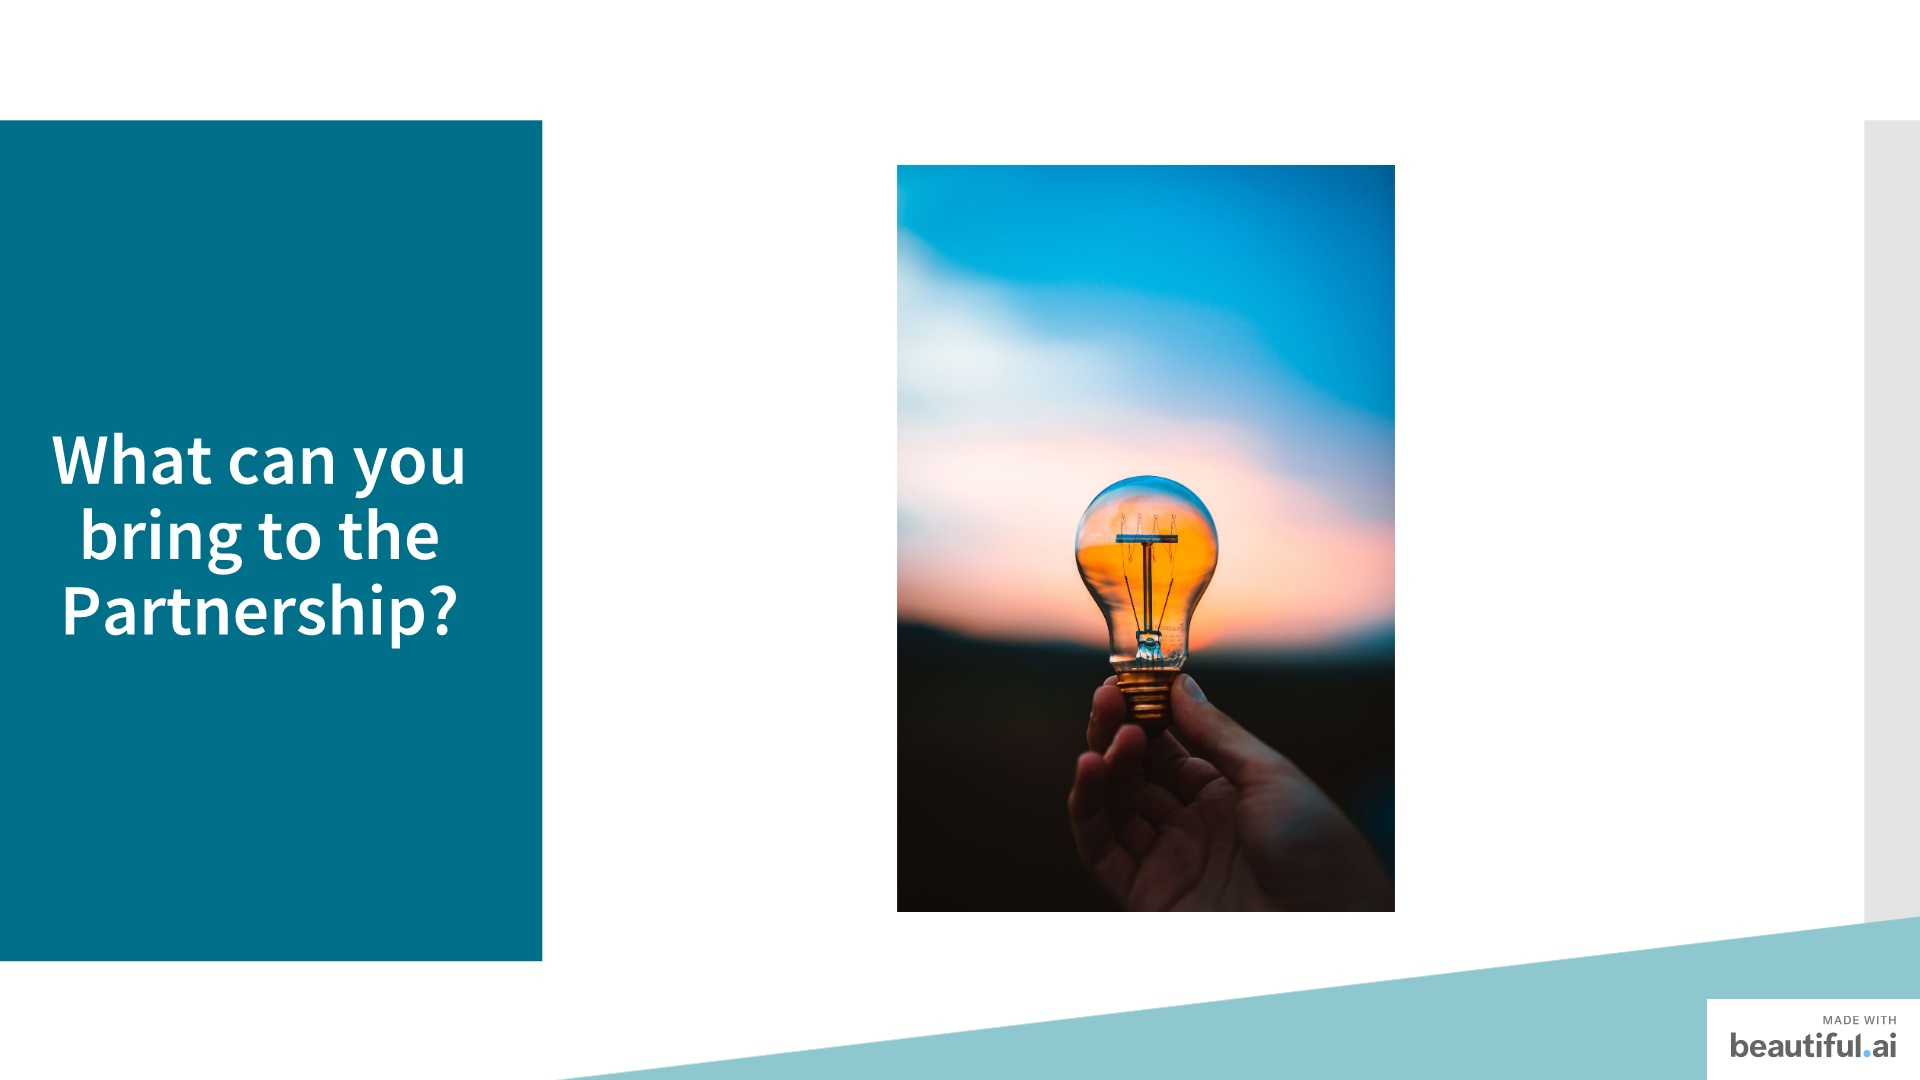 What can you
bring to the
Partnership?
MADE WITH
beautiful.ai